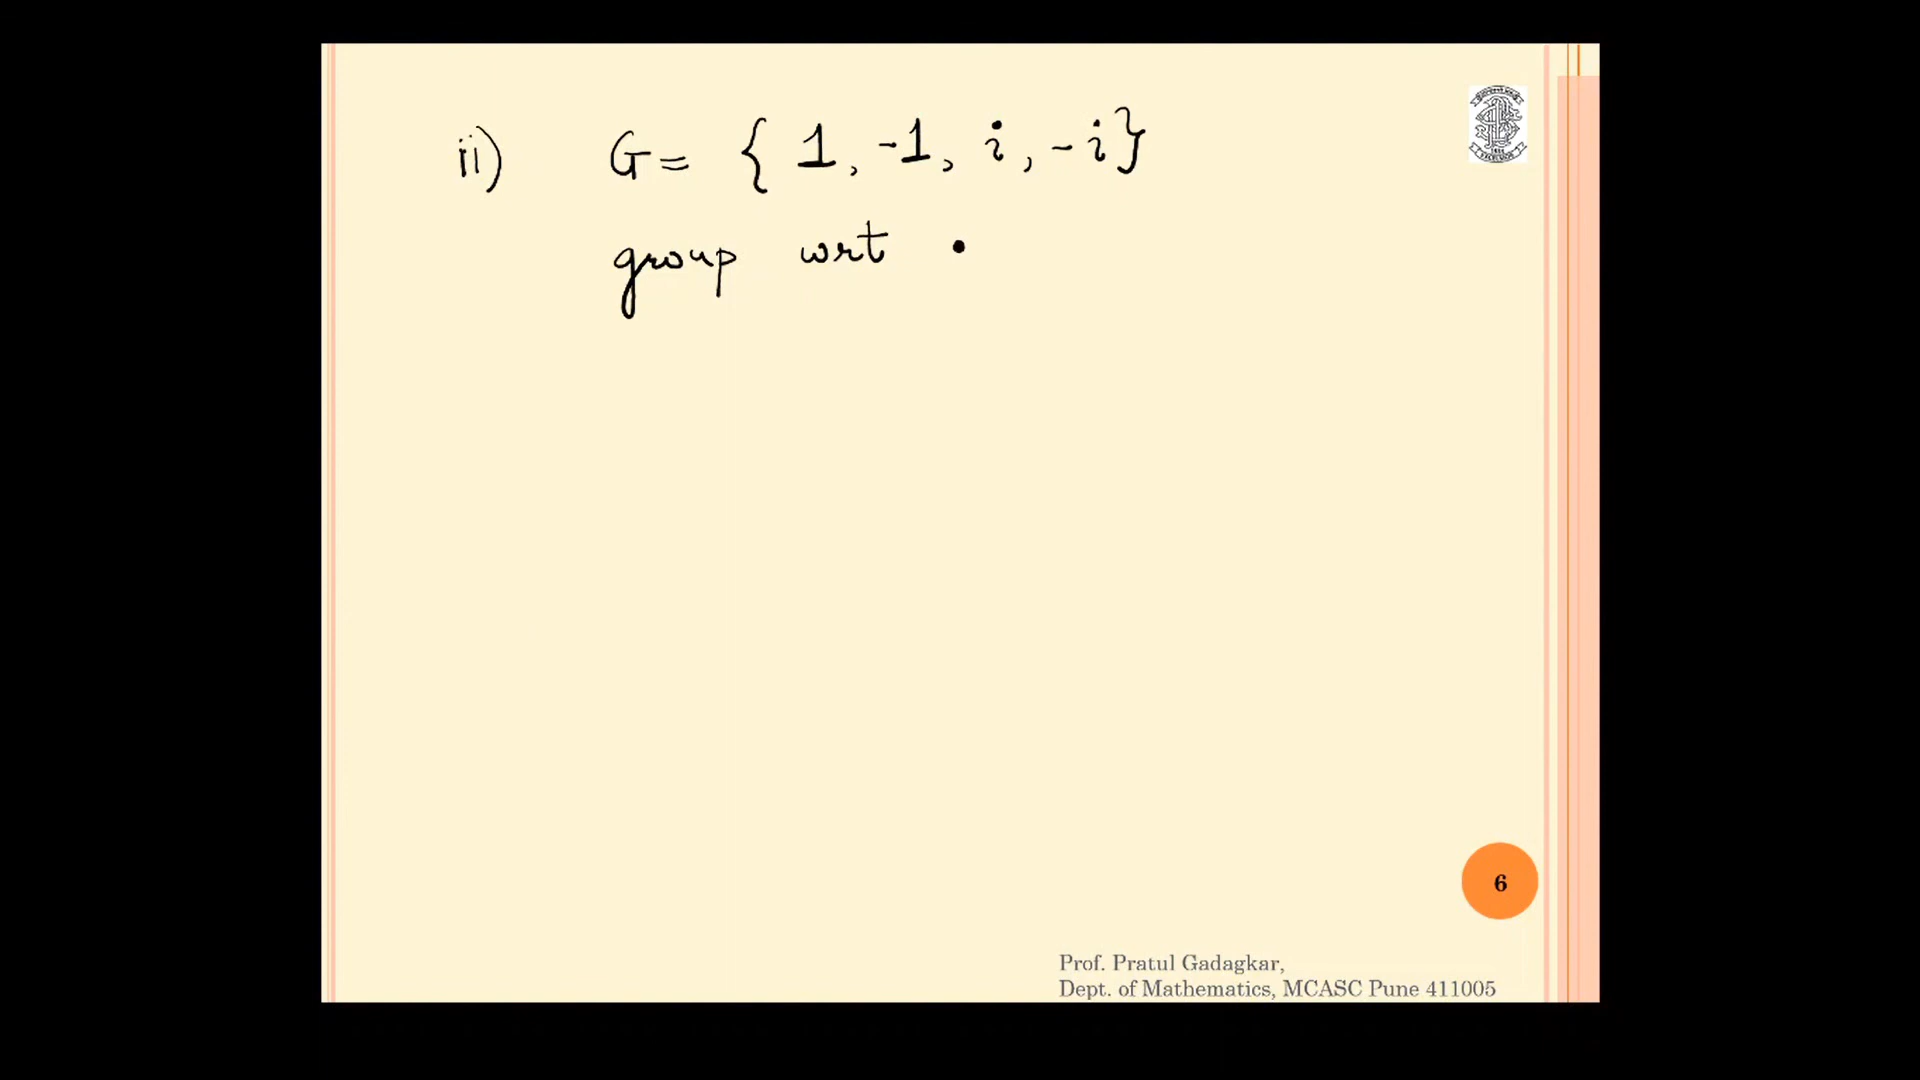 ii) G = { 1, -1, i, -i}
group wrt •
6
Prof. Pratul Gadagkar,
Dept. of Mathematics, MCASC Pune 411005